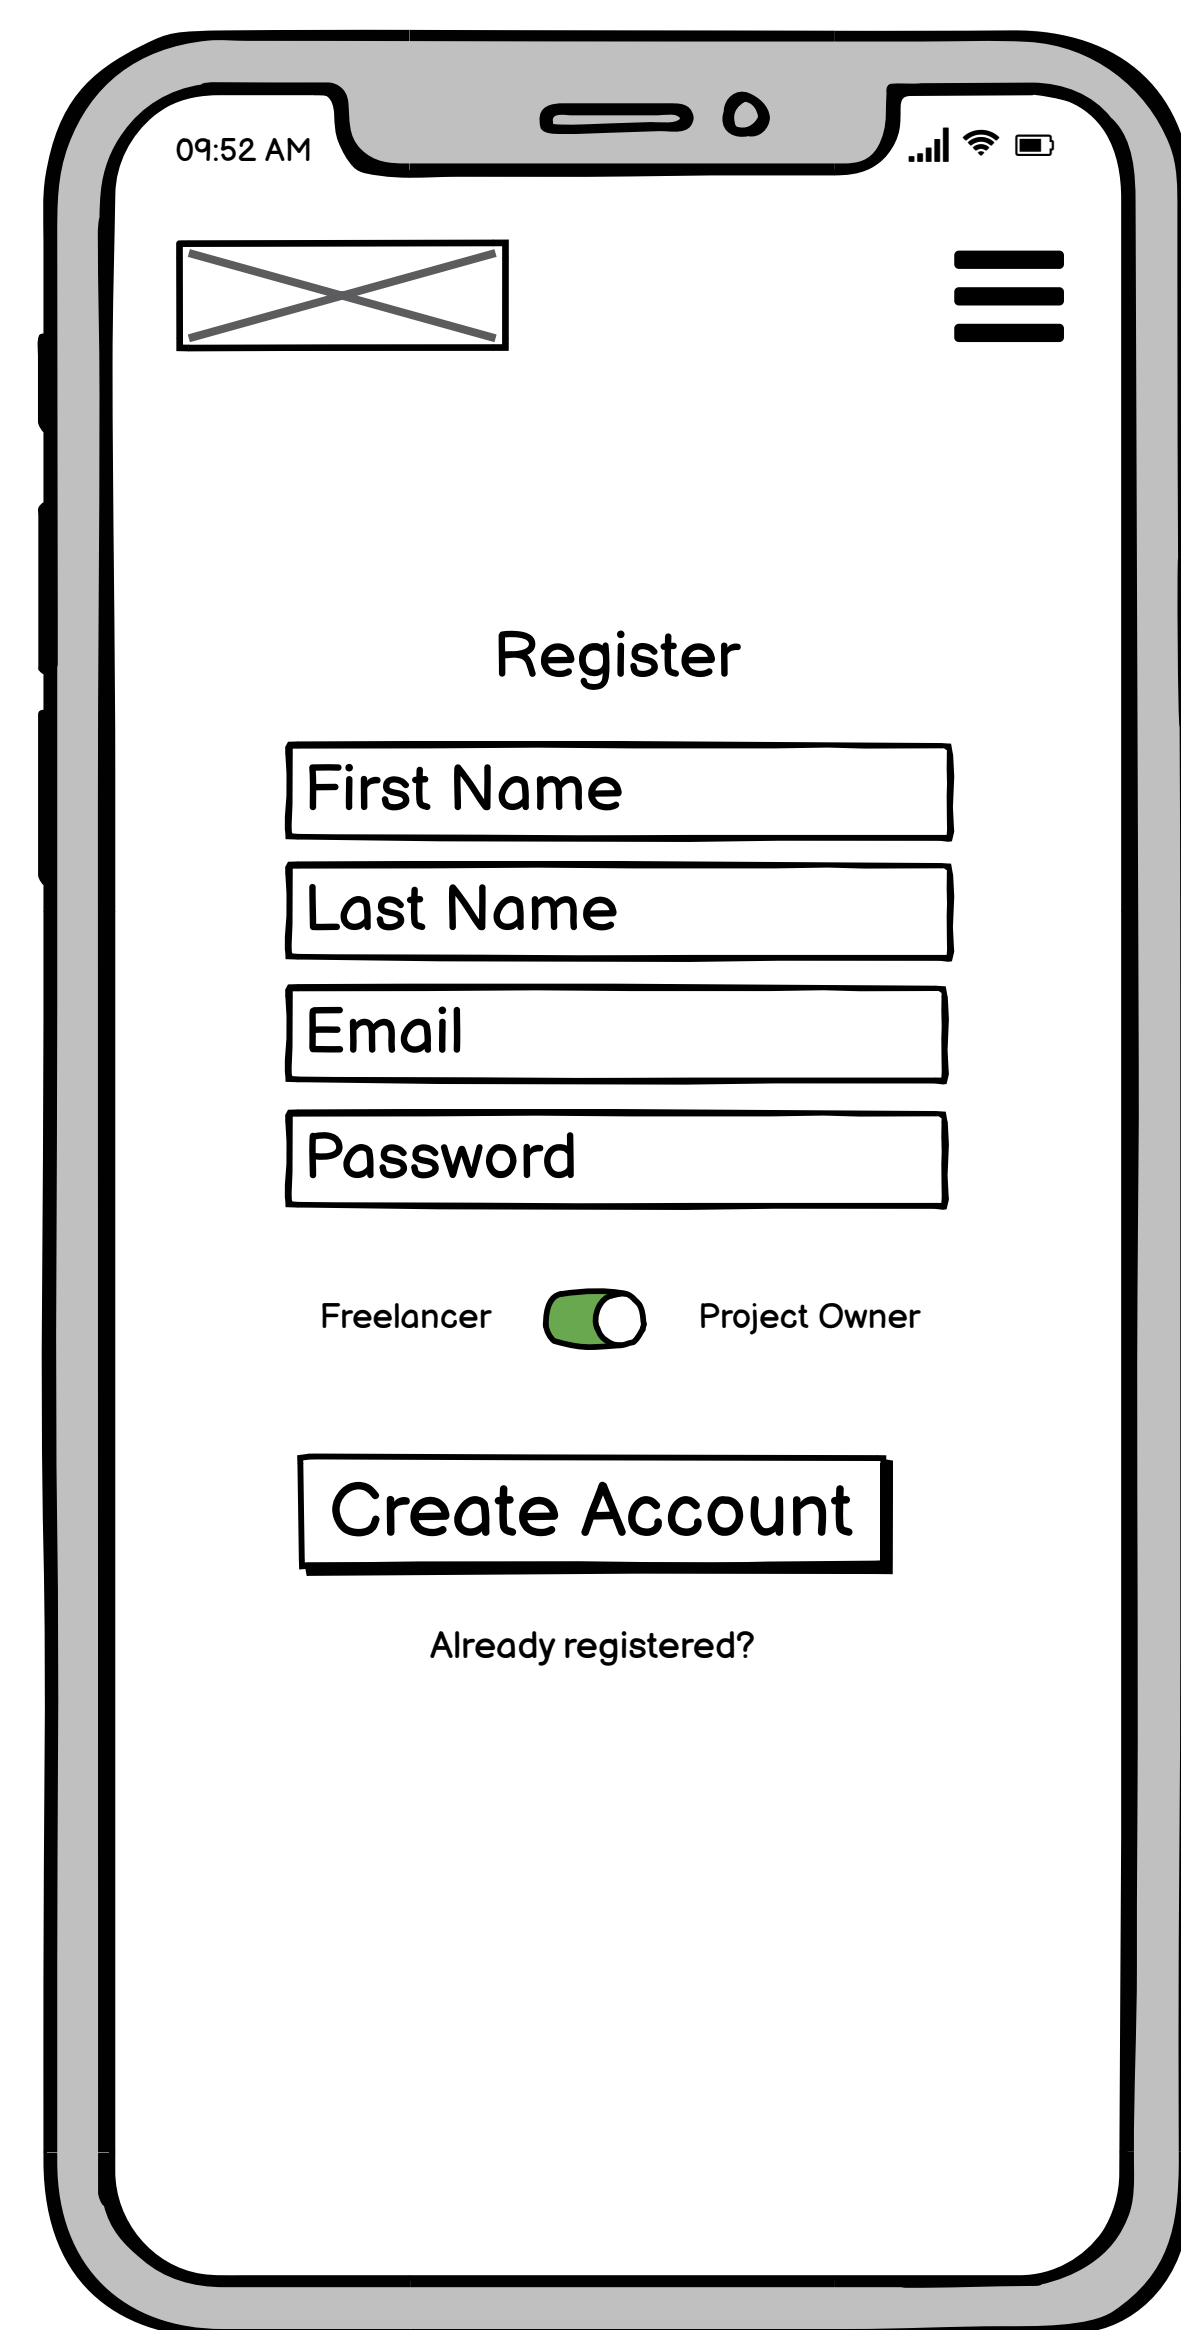 09:52 AM
Register
First Name
Last Name
Email
Password
Freelancer Project Owner
Create Account
Already registered?